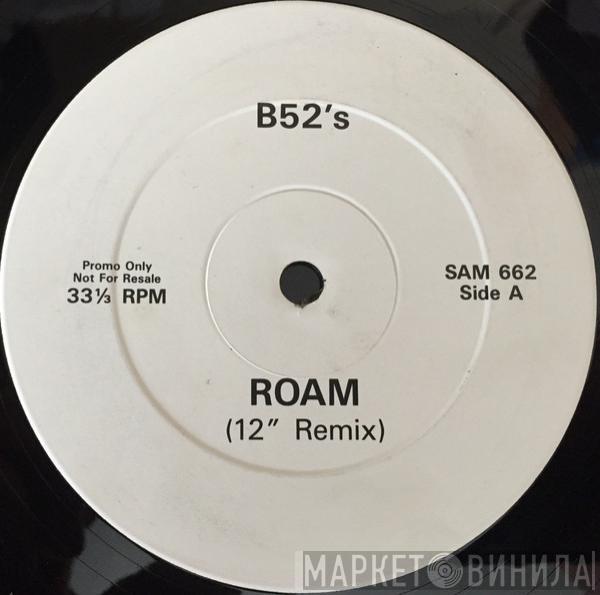 B52's
Promo Only
Not For Resale
33⅓ RPM
SAM 662
Side A
ROAM
(12" Remix)
МАРКЕТ ВИНИЛА